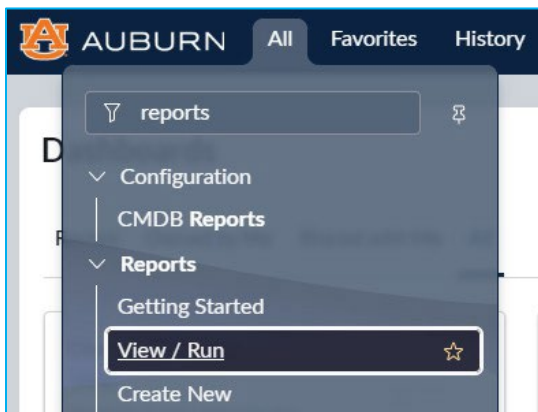 AUBURN All Favorites History
reports
Configuration
CMDB Reports
Reports
Getting Started
View / Run
Create New